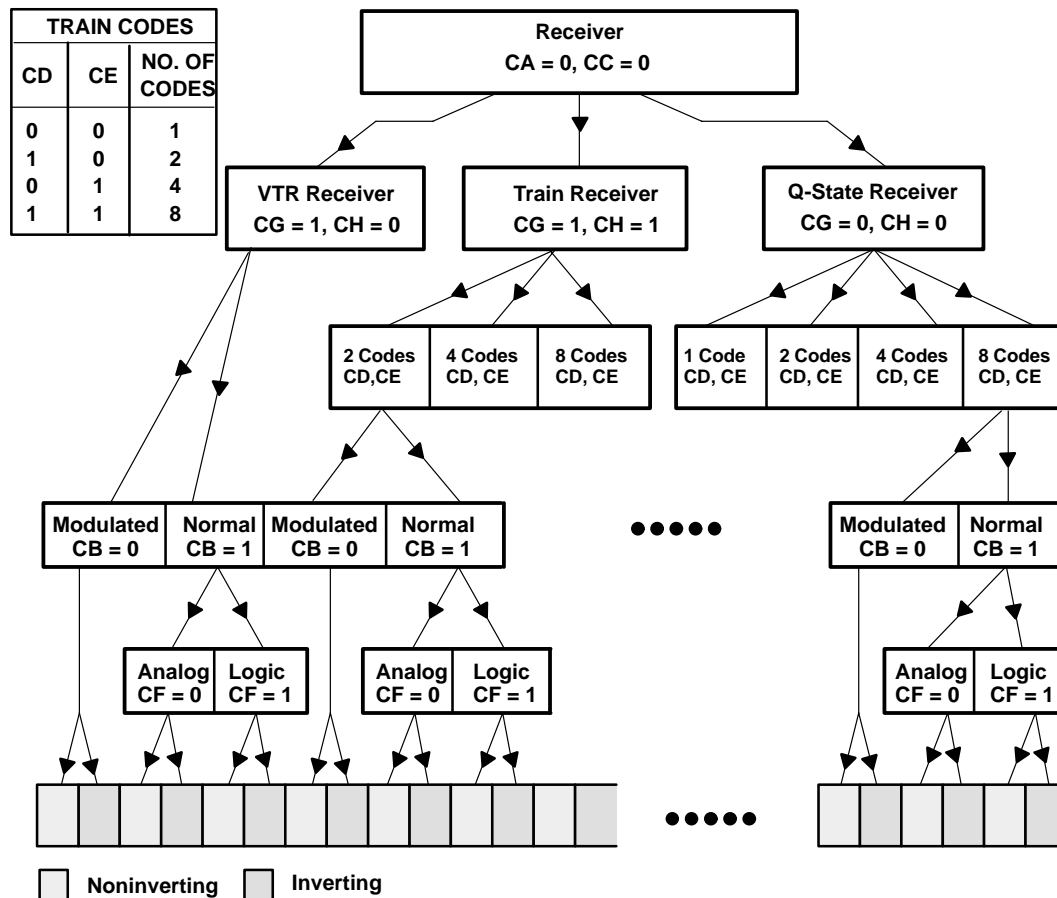 TRAIN CODES
CD CE NO. OF CODES
0 0 1
1 0 2
0 1 4
1 1 8
Receiver
CA = 0, CC = 0
VTR Receiver
CG = 1, CH = 0
Train Receiver
CG = 1, CH = 1
Q-State Receiver
CG = 0, CH = 0
2 Codes
CD,CE
4 Codes
CD, CE
8 Codes
CD, CE
1 Code
CD, CE
2 Codes
CD, CE
4 Codes
CD, CE
8 Codes
CD, CE
Modulated
CB = 0
Normal
CB = 1
Modulated
CB = 0
Normal
CB = 1
Modulated
CB = 0
Normal
CB = 1
Analog
CF = 0
Logic
CF = 1
Analog
CF = 0
Logic
CF = 1
Analog
CF = 0
Logic
CF = 1
Noninverting
Inverting